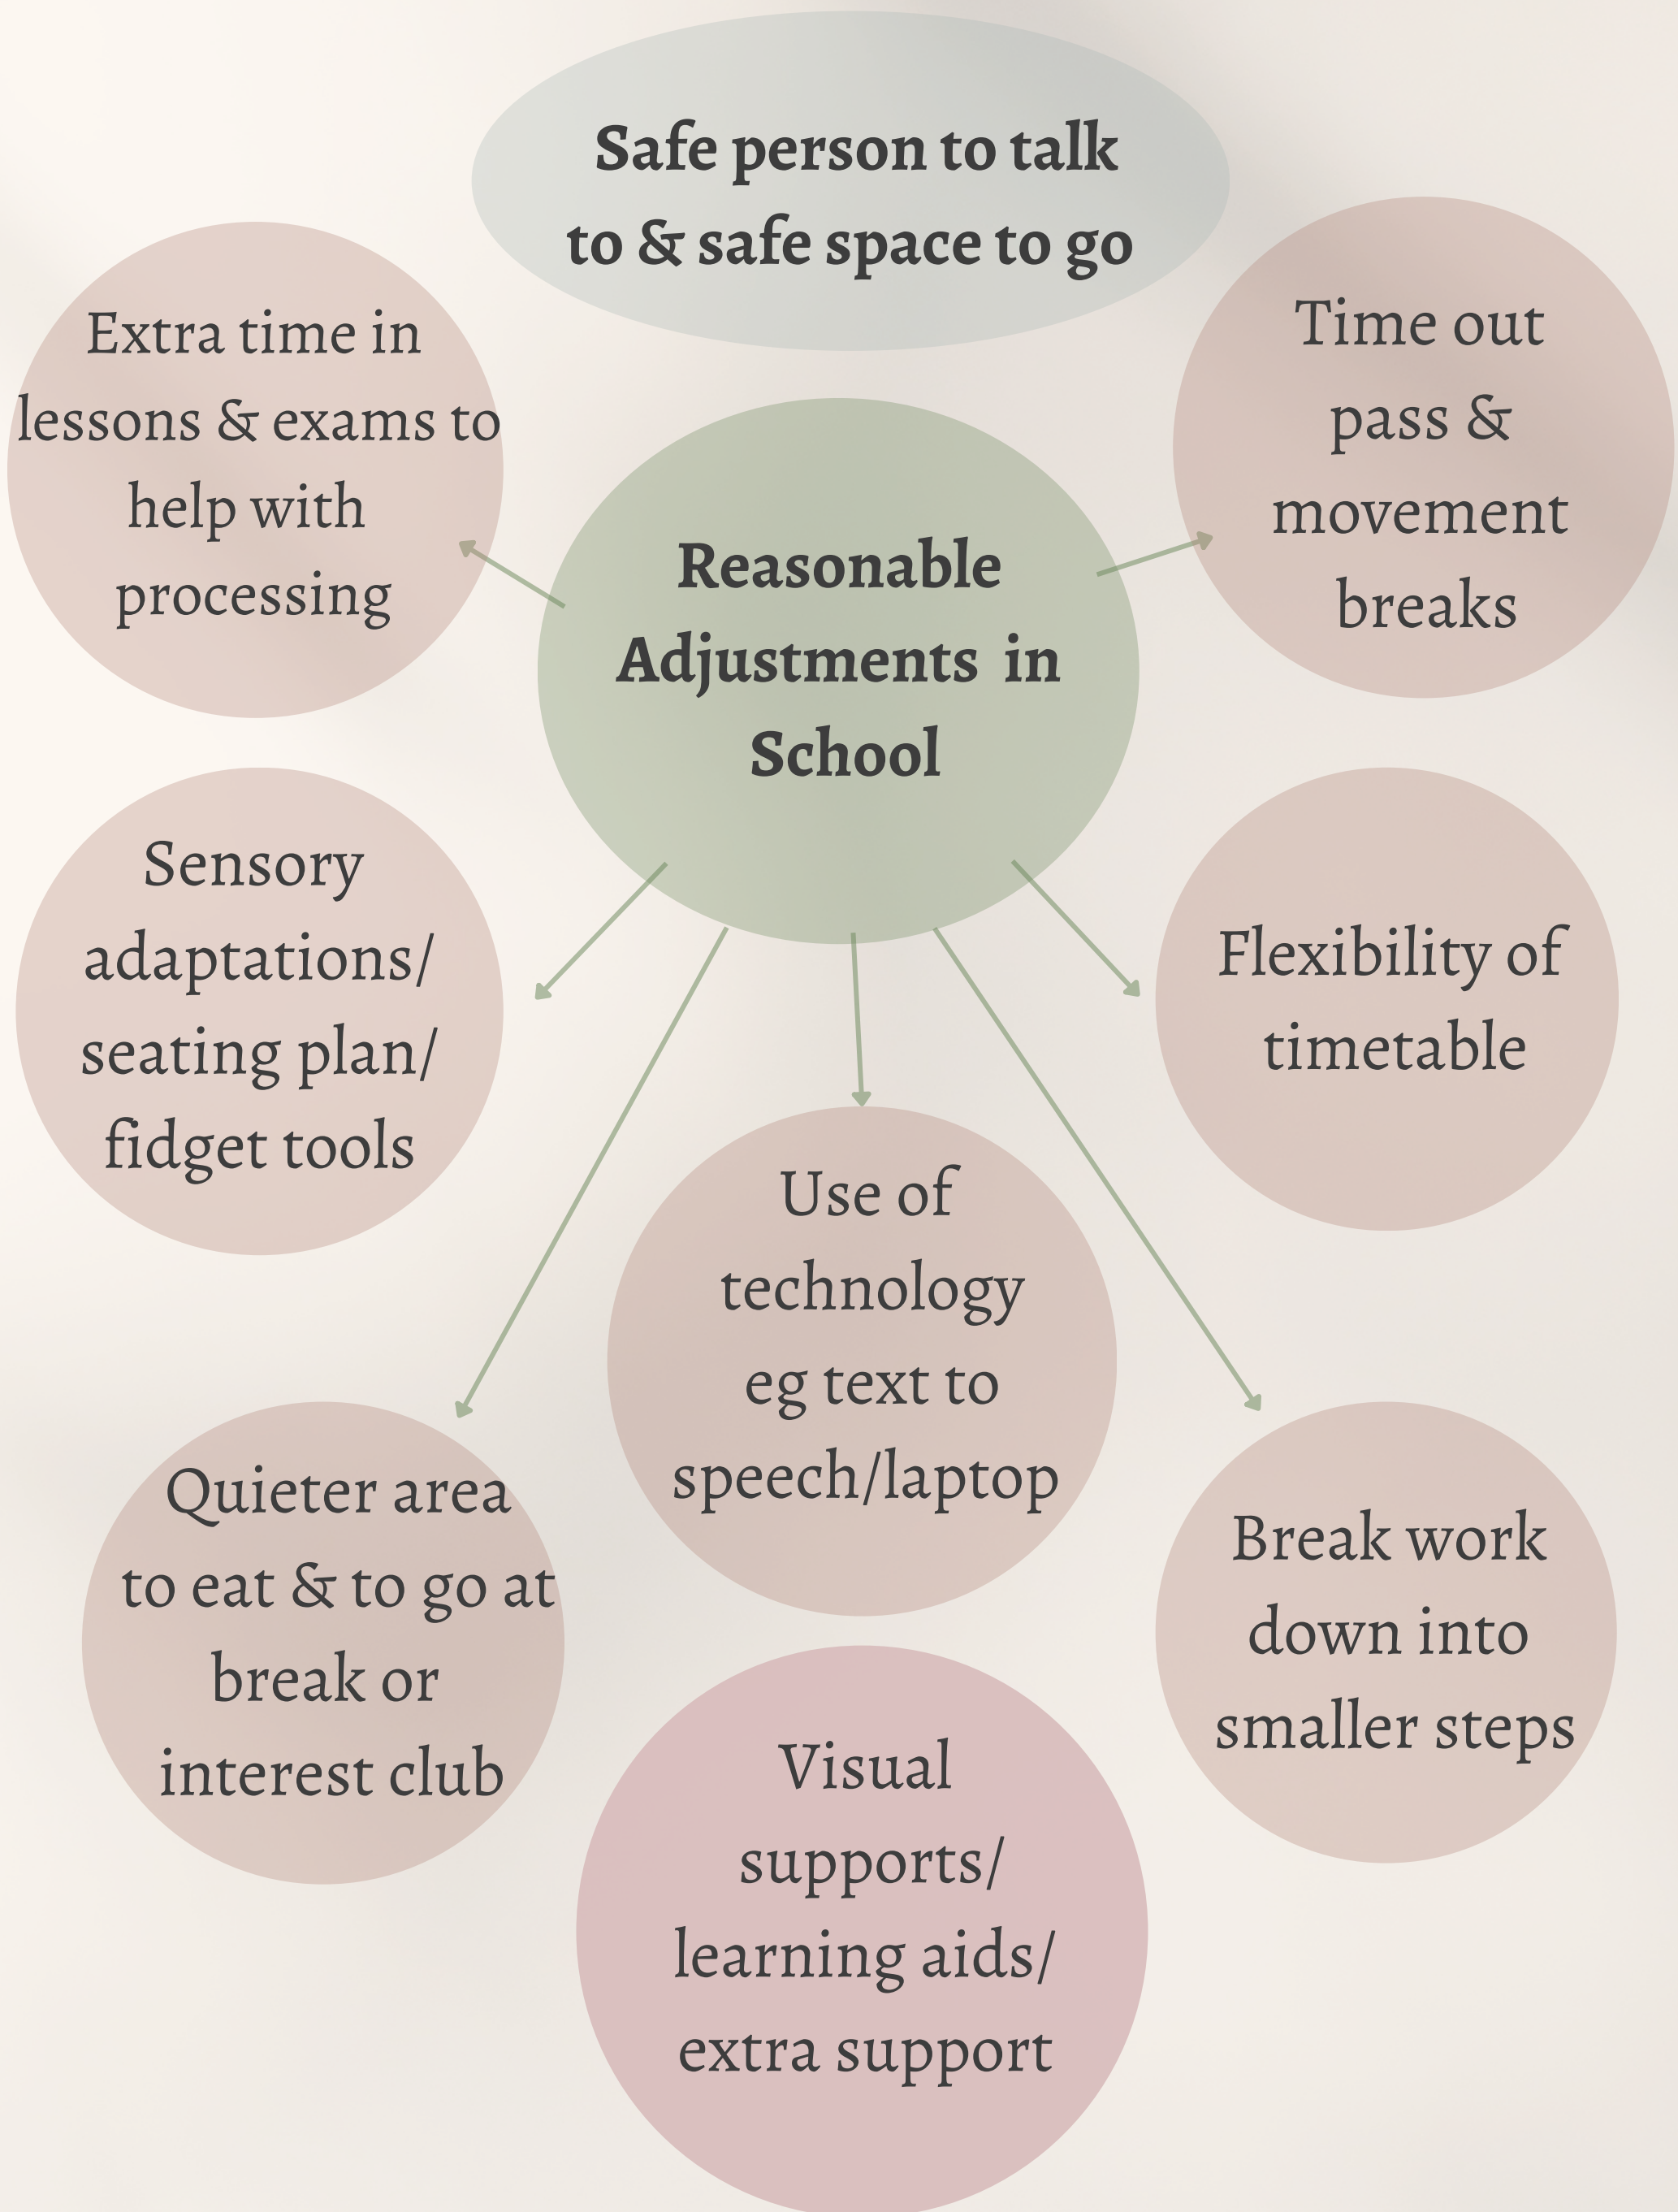 Safe person to talk
to & safe space to go
Extra time in
lessons & exams to
help with
processing
Time out
pass &
movement
breaks
Reasonable
Adjustments in
School
Sensory
adaptations/
seating plan/
fidget tools
Flexibility of
timetable
Use of
technology
eg text to
speech/laptop
Quieter area
to eat & to go at
break or
interest club
Break work
down into
smaller steps
Visual
supports/
learning aids/
extra support